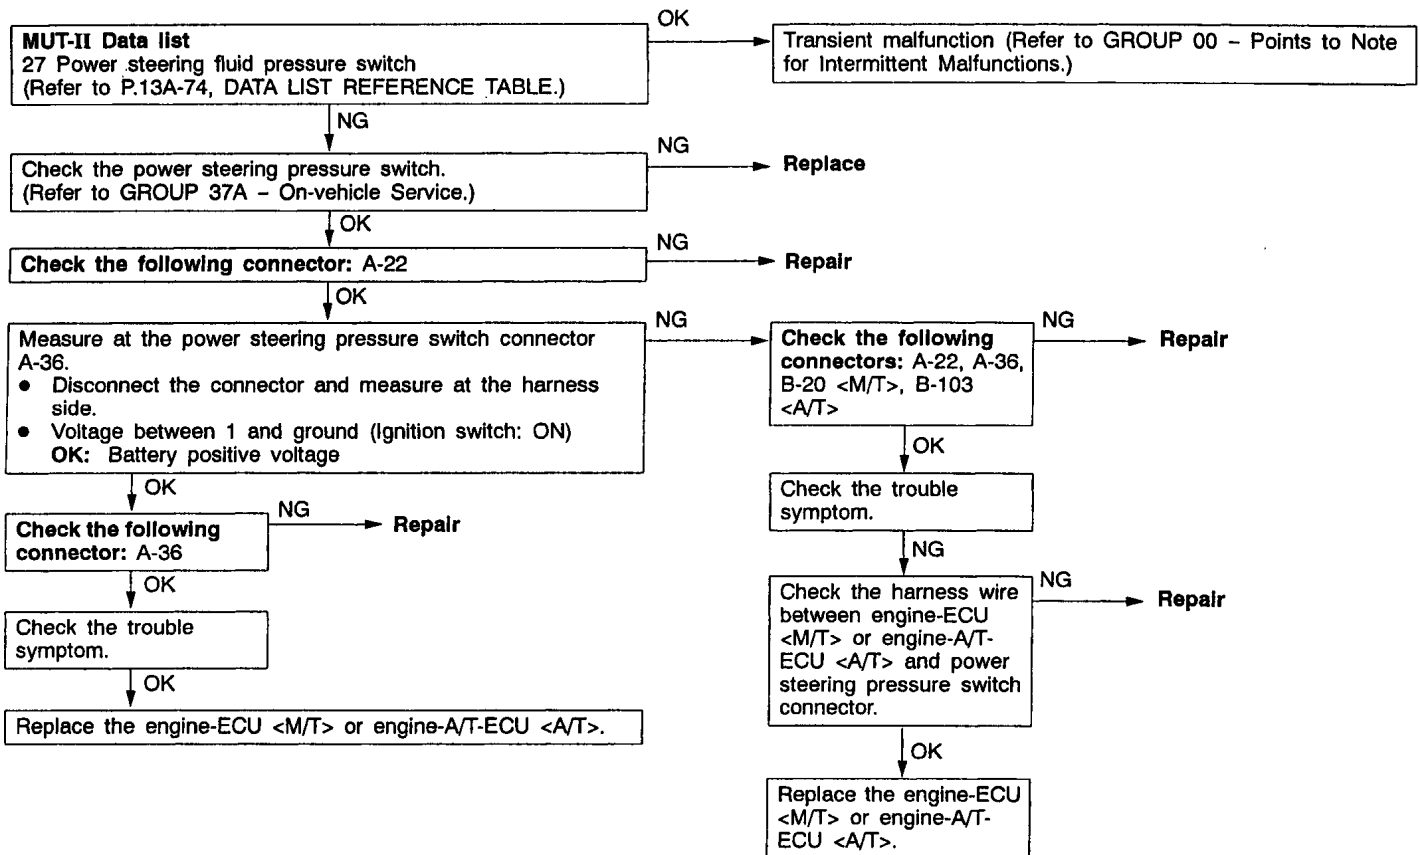 MUT-II Data list
27 Power steering fluid pressure switch
(Refer to P.13A-74, DATA LIST REFERENCE TABLE.)
OK
Transient malfunction (Refer to GROUP 00 – Points to Note
for Intermittent Malfunctions.)
NG
Check the power steering pressure switch.
(Refer to GROUP 37A – On-vehicle Service.)
NG
Replace
OK
Check the following connector: A-22
NG
Repair
OK
Measure at the power steering pressure switch connector
A-36.
● Disconnect the connector and measure at the harness
side.
● Voltage between 1 and ground (Ignition switch: ON)
OK: Battery positive voltage
NG
Check the following
connectors: A-22, A-36,
B-20 <M/T>, B-103
<A/T>
NG
Repair
OK
Check the following
connector: A-36
NG
Repair
OK
Check the trouble
symptom.
OK
Replace the engine-ECU <M/T> or engine-A/T-ECU <A/T>.
OK
Check the trouble
symptom.
NG
Check the harness wire
between engine-ECU
<M/T> or engine-A/T-
ECU <A/T> and power
steering pressure switch
connector.
NG
Repair
OK
Replace the engine-ECU
<M/T> or engine-A/T-
ECU <A/T>.